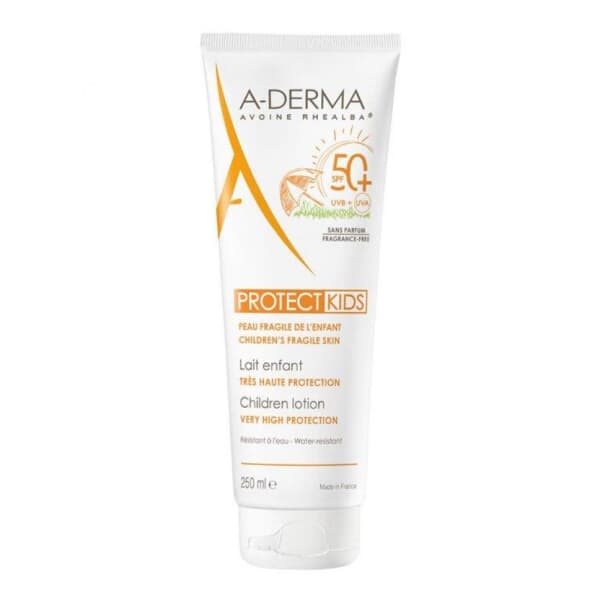 A-DERMA
AVOINE RHEALBA®
SPF 50+
UVB + UVA
SANS PARFUM
FRAGRANCE-FREE
PROTECT KIDS
PEAU FRAGILE DE L'ENFANT
CHILDREN'S FRAGILE SKIN
Lait enfant
TRÈS HAUTE PROTECTION
Children lotion
VERY HIGH PROTECTION
Résistant à l'eau - Water-resistant
250 ml e
Made in France